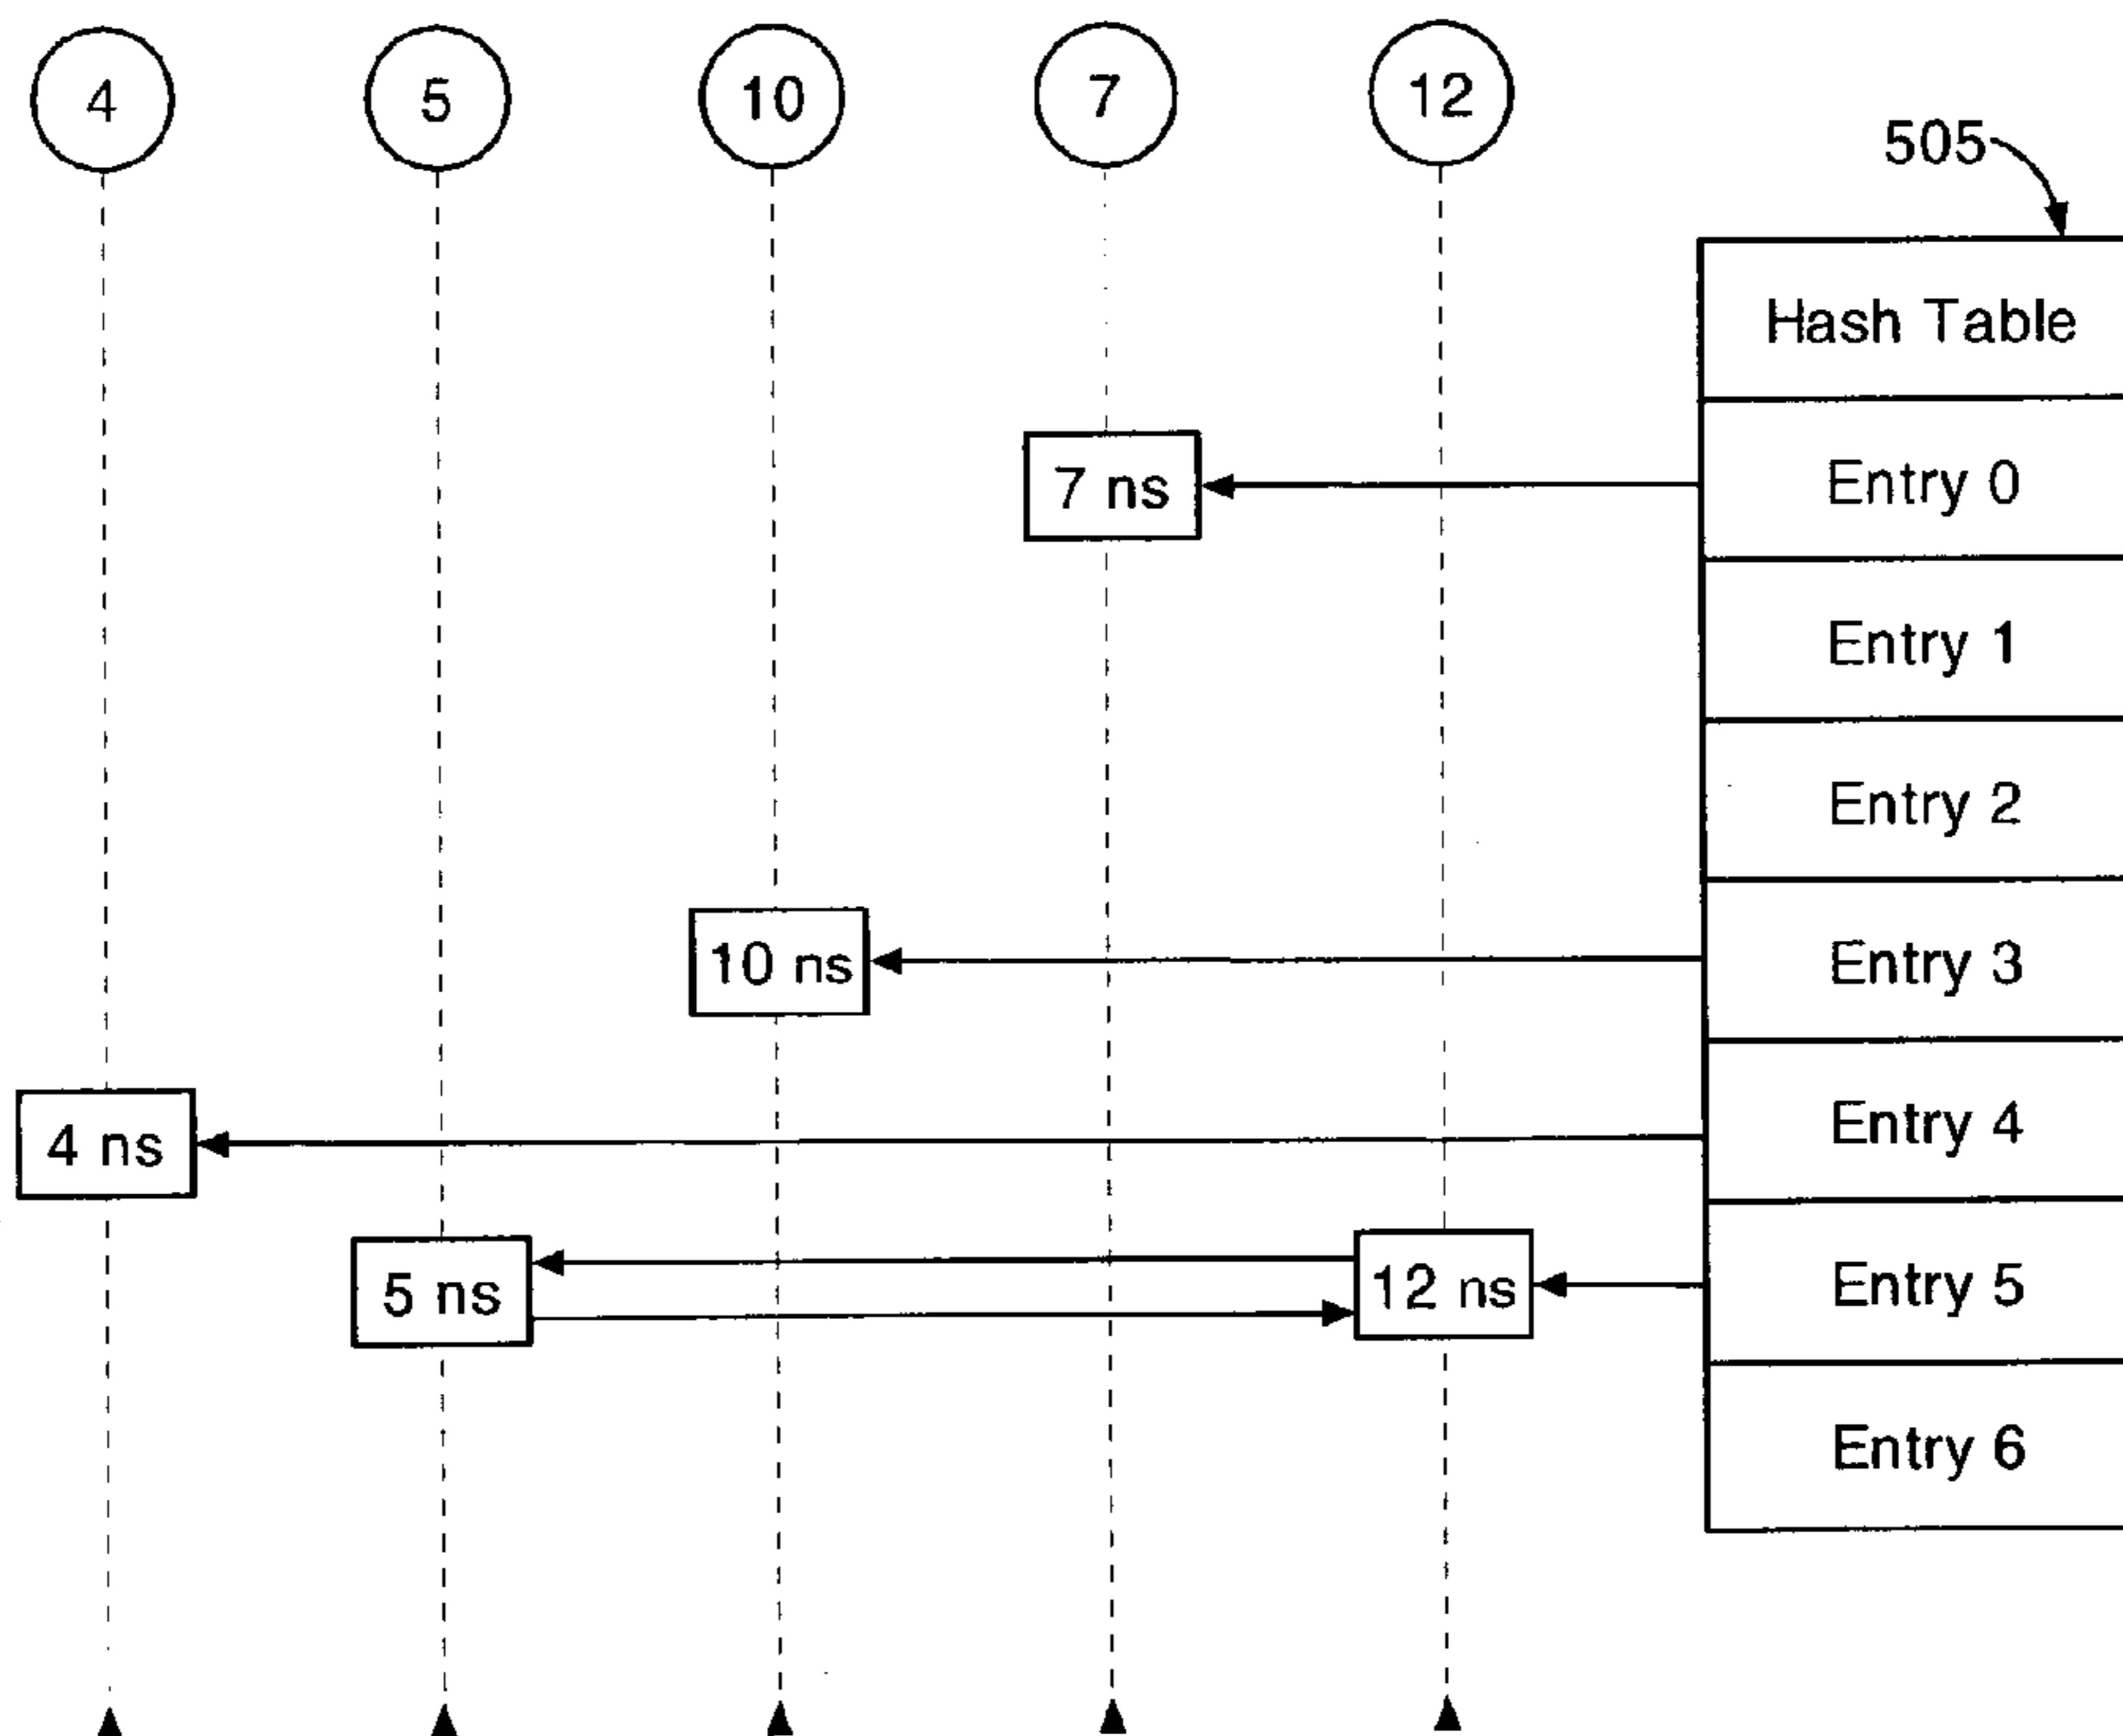 4 5 10 7 12
505
Hash Table
7 ns Entry 0
Entry 1
Entry 2
10 ns Entry 3
4 ns Entry 4
5 ns 12 ns Entry 5
Entry 6